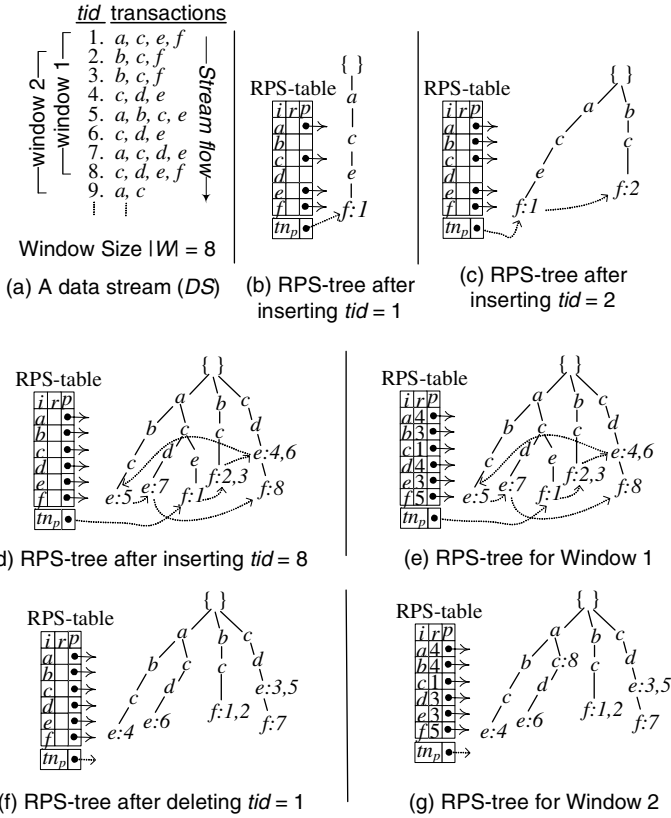 tid transactions
1. a, c, e, f
2. b, c, f
3. b, c, f
4. c, d, e
5. a, b, c, e
6. c, d, e
7. a, c, d, e
8. c, d, e, f
9. a, c
window 2
window 1
Stream flow
Window Size |W| = 8
(a) A data stream (DS)
RPS-table
i r p
a
b
c
d
e
f
tnp
{ }
a
c
e
f:1
(b) RPS-tree after
inserting tid = 1
RPS-table
i r p
a
b
c
d
e
f
tnp
{ }
a b
c c
e
f:1 f:2
(c) RPS-tree after
inserting tid = 2
RPS-table
i r p
a
b
c
d
e
f
tnp
{ }
a b c
b c c d
c d e e:4,6
e:5 e:7 f:1 f:2,3 f:8
d) RPS-tree after inserting tid = 8
RPS-table
i r p
a 4
b 3
c 1
d 4
e 3
f 5
tnp
{ }
a b c
b c c d
c d e e:4,6
e:5 e:7 f:1 f:2,3 f:8
(e) RPS-tree for Window 1
RPS-table
i r p
a
b
c
d
e
f
tnp
{ }
a b c
b c c d
c d e:3,5
e:4 e:6 f:1,2 f:7
(f) RPS-tree after deleting tid = 1
RPS-table
i r p
a 4
b 4
c 1
d 3
e 3
f 5
tnp
{ }
a b c
b c:8 c d
c d e:3,5
e:4 e:6 f:1,2 f:7
(g) RPS-tree for Window 2